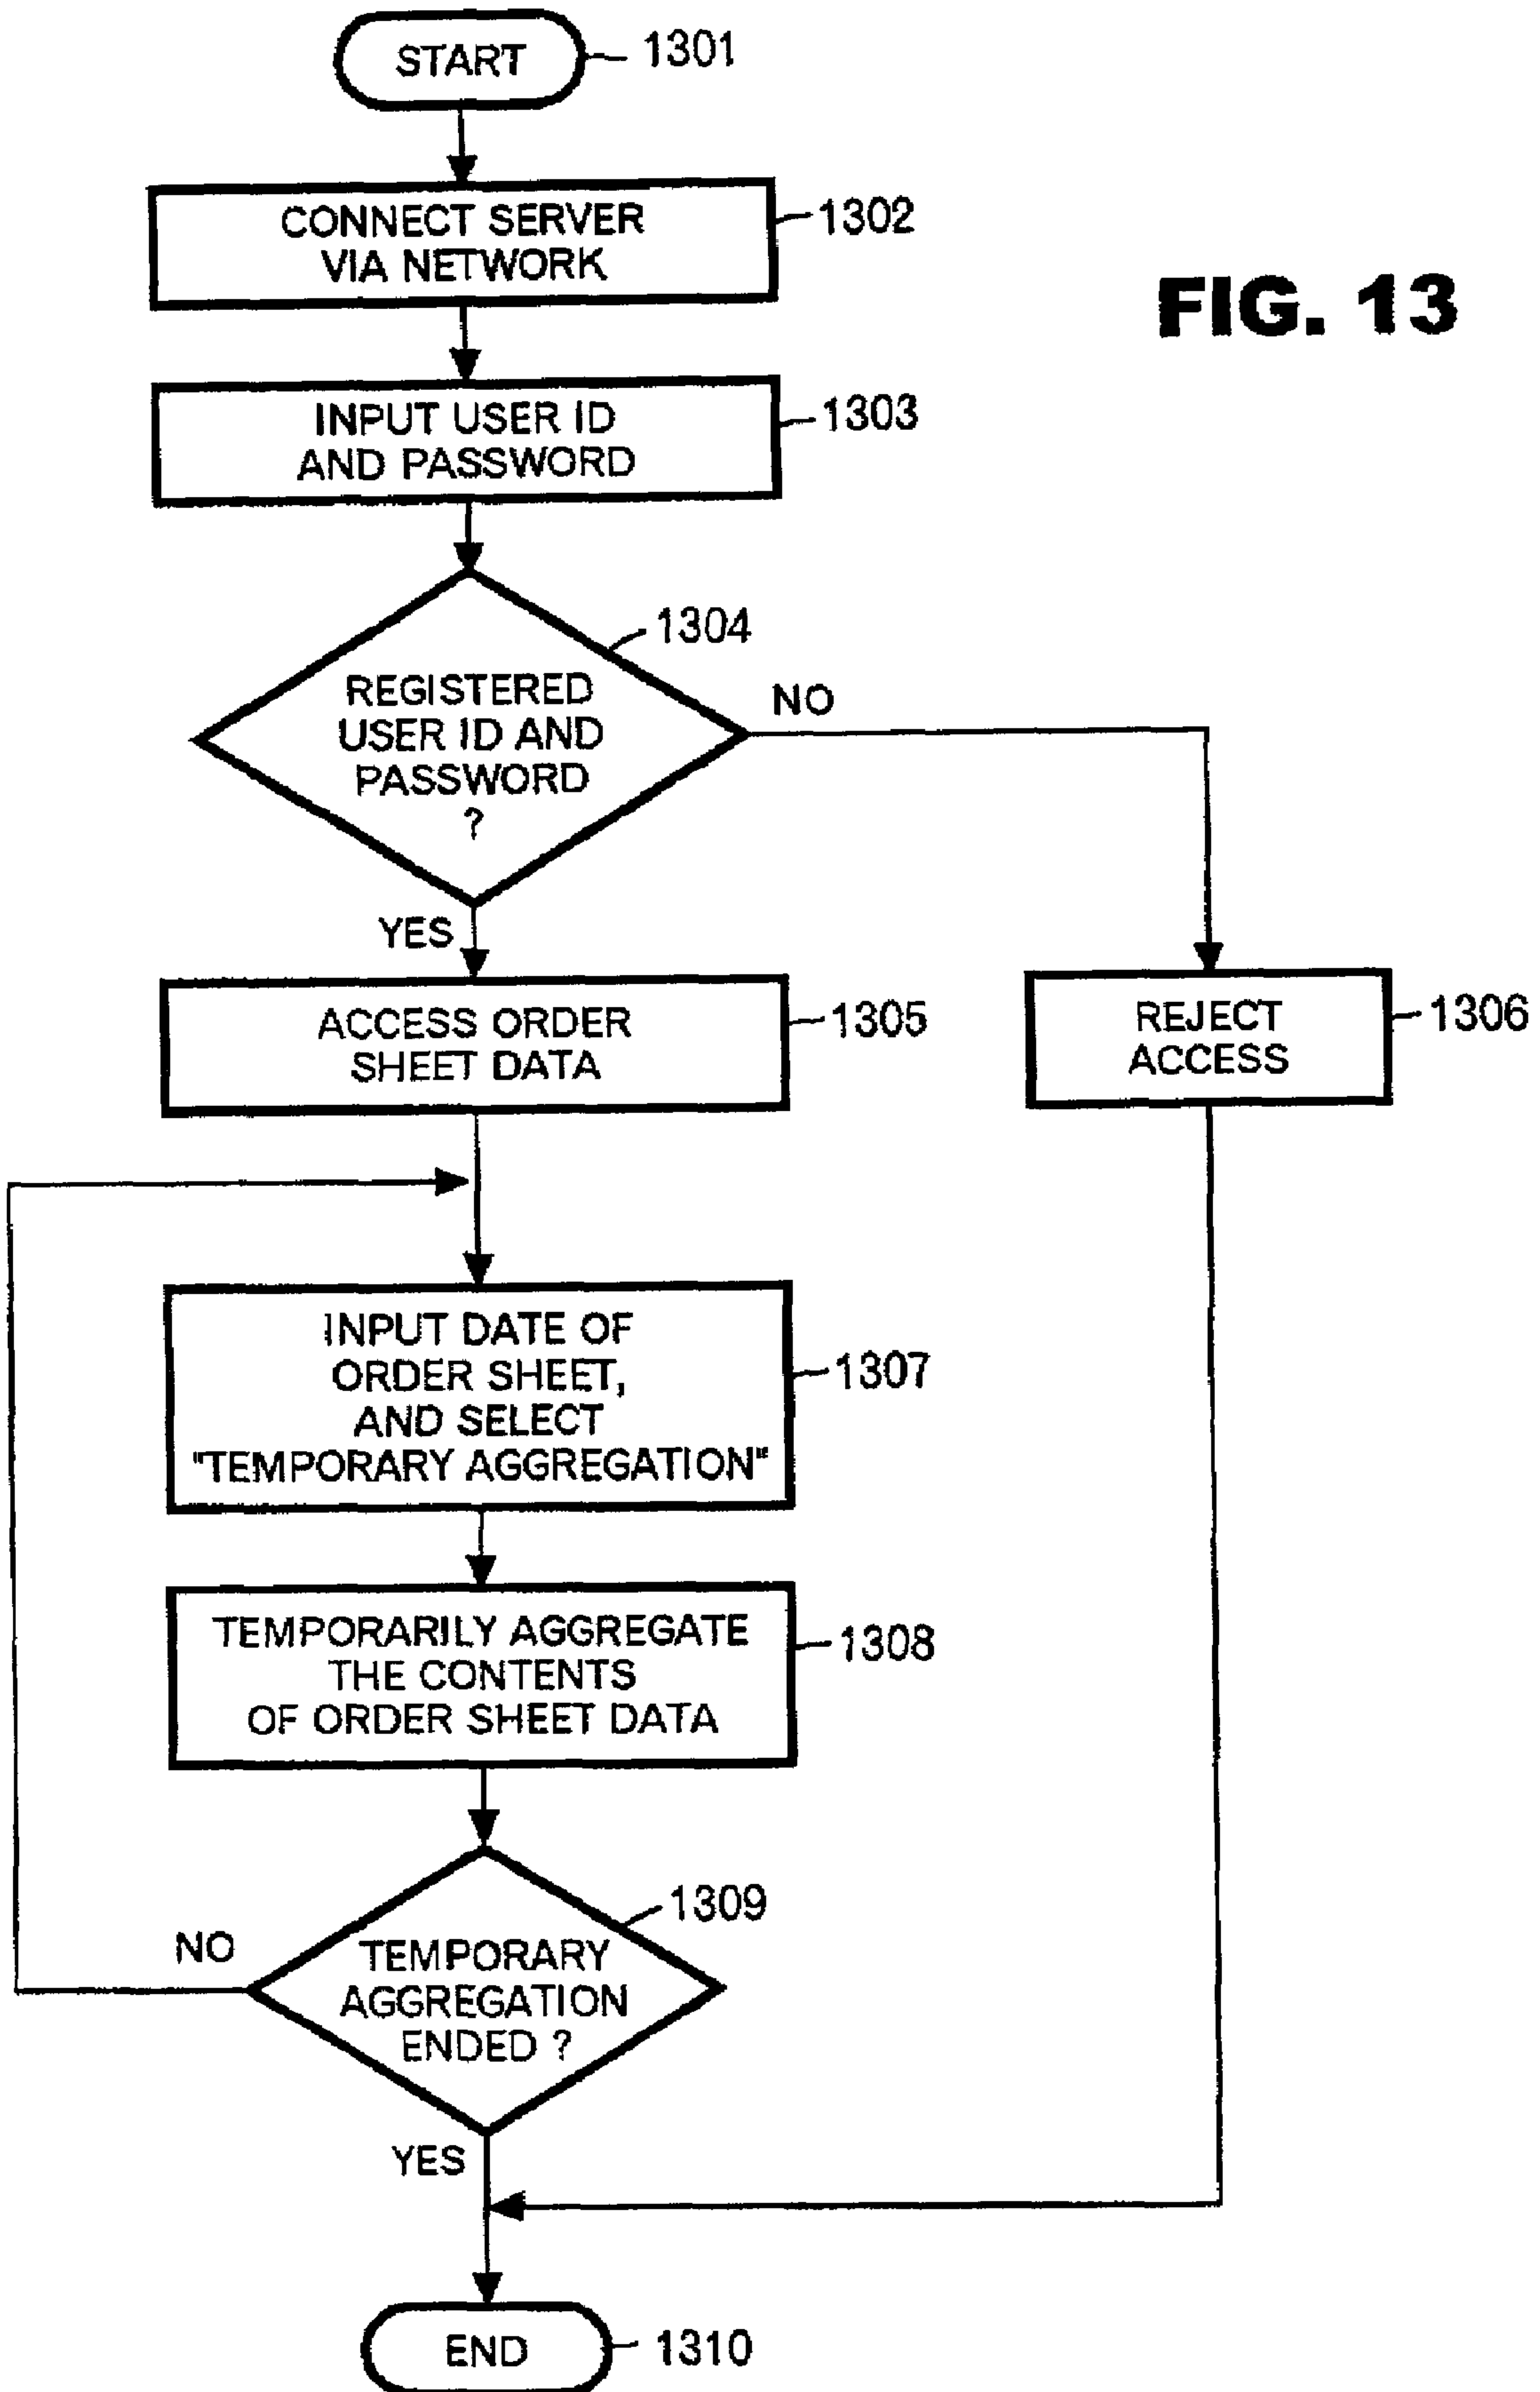 START
1301
CONNECT SERVER
VIA NETWORK
1302
FIG. 13
INPUT USER ID
AND PASSWORD
1303
1304
REGISTERED
USER ID AND
PASSWORD
?
NO
YES
ACCESS ORDER
SHEET DATA
1305
REJECT
ACCESS
1306
INPUT DATE OF
ORDER SHEET,
AND SELECT
"TEMPORARY AGGREGATION"
1307
TEMPORARILY AGGREGATE
THE CONTENTS
OF ORDER SHEET DATA
1308
1309
TEMPORARY
AGGREGATION
ENDED ?
NO
YES
END
1310